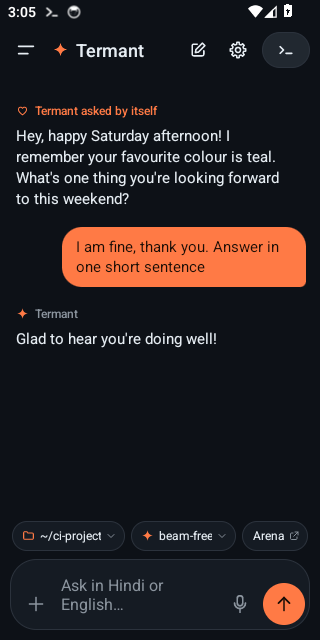 3:05
Termant
Termant asked by itself
Hey, happy Saturday afternoon! I
remember your favourite colour is teal.
What's one thing you're looking forward
to this weekend?
I am fine, thank you. Answer in
one short sentence
Termant
Glad to hear you're doing well!
~/ci-project
beam-free
Arena
Ask in Hindi or
English…